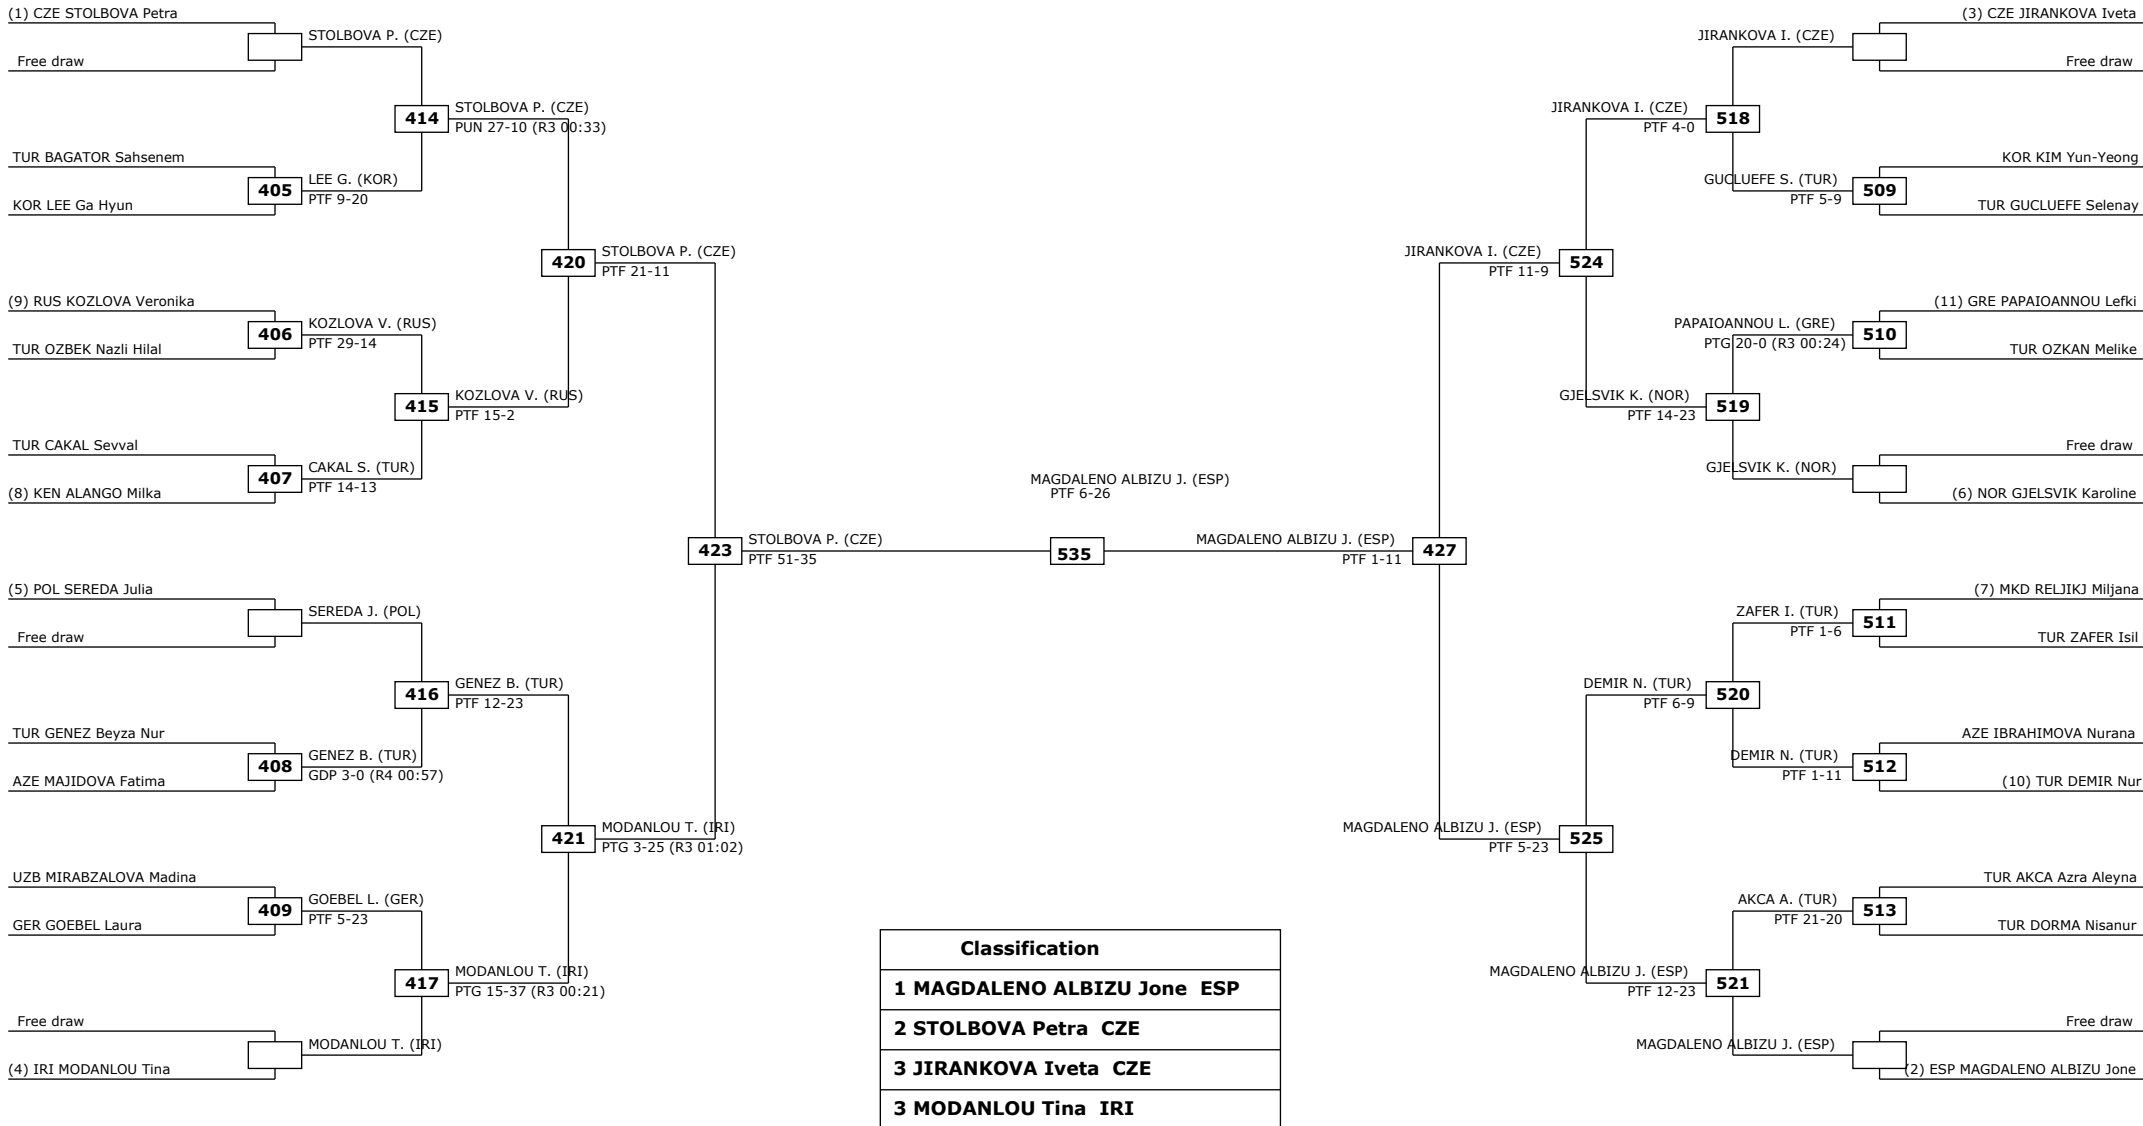 (1) CZE STOLBOVA Petra
STOLBOVA P. (CZE)
Free draw
414
STOLBOVA P. (CZE)
PUN 27-10 (R3 00:33)
TUR BAGATOR Sahsenem
405
LEE G. (KOR)
PTF 9-20
KOR LEE Ga Hyun
420
STOLBOVA P. (CZE)
PTF 21-11
(9) RUS KOZLOVA Veronika
406
KOZLOVA V. (RUS)
PTF 29-14
TUR OZBEK Nazli Hilal
415
KOZLOVA V. (RUS)
PTF 15-2
TUR CAKAL Sevval
407
CAKAL S. (TUR)
PTF 14-13
(8) KEN ALANGO Milka
423
STOLBOVA P. (CZE)
PTF 51-35
(5) POL SEREDA Julia
SEREDA J. (POL)
Free draw
416
GENEZ B. (TUR)
PTF 12-23
TUR GENEZ Beyza Nur
408
GENEZ B. (TUR)
GDP 3-0 (R4 00:57)
AZE MAJIDOVA Fatima
421
MODANLOU T. (IRI)
PTG 3-25 (R3 01:02)
UZB MIRABZALOVA Madina
409
GOEBEL L. (GER)
PTF 5-23
GER GOEBEL Laura
417
MODANLOU T. (IRI)
PTG 15-37 (R3 00:21)
Free draw
MODANLOU T. (IRI)
(4) IRI MODANLOU Tina
MAGDALENO ALBIZU J. (ESP)
PTF 6-26
535
(3) CZE JIRANKOVA Iveta
JIRANKOVA I. (CZE)
Free draw
JIRANKOVA I. (CZE)
PTF 4-0
518
KOR KIM Yun-Yeong
GUCLUEFE S. (TUR)
PTF 5-9
509
TUR GUCLUEFE Selenay
JIRANKOVA I. (CZE)
PTF 11-9
524
(11) GRE PAPAIOANNOU Lefki
PAPAIOANNOU L. (GRE)
PTG 20-0 (R3 00:24)
510
TUR OZKAN Melike
GJELSVIK K. (NOR)
PTF 14-23
519
Free draw
GJELSVIK K. (NOR)
(6) NOR GJELSVIK Karoline
MAGDALENO ALBIZU J. (ESP)
PTF 1-11
427
(7) MKD RELJIKJ Miljana
ZAFER I. (TUR)
PTF 1-6
511
TUR ZAFER Isil
DEMIR N. (TUR)
PTF 6-9
520
AZE IBRAHIMOVA Nurana
DEMIR N. (TUR)
PTF 1-11
512
(10) TUR DEMIR Nur
MAGDALENO ALBIZU J. (ESP)
PTF 5-23
525
TUR AKCA Azra Aleyna
AKCA A. (TUR)
PTF 21-20
513
TUR DORMA Nisanur
MAGDALENO ALBIZU J. (ESP)
PTF 12-23
521
Free draw
MAGDALENO ALBIZU J. (ESP)
(2) ESP MAGDALENO ALBIZU Jone
Classification
1 MAGDALENO ALBIZU Jone ESP
2 STOLBOVA Petra CZE
3 JIRANKOVA Iveta CZE
3 MODANLOU Tina IRI